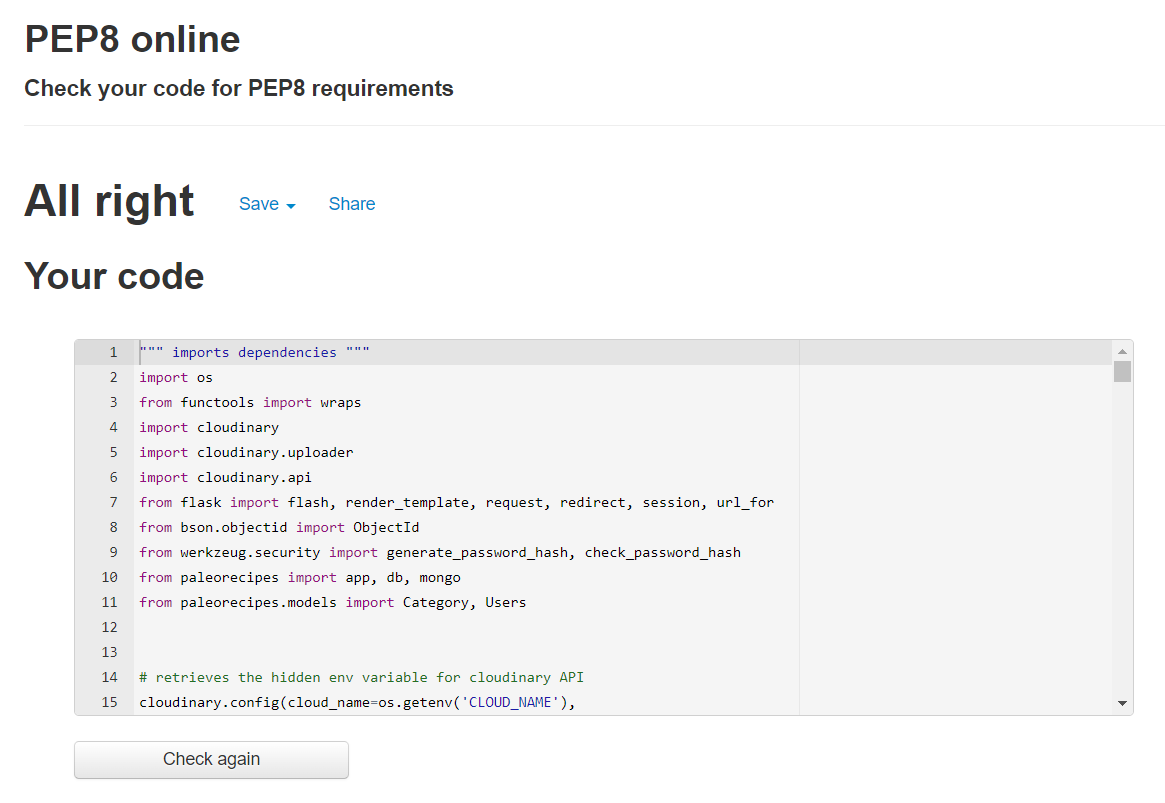 PEP8 online
Check your code for PEP8 requirements
All right Save Share
Your code
1 """ imports dependencies """
2 import os
3 from functools import wraps
4 import cloudinary
5 import cloudinary.uploader
6 import cloudinary.api
7 from flask import flash, render_template, request, redirect, session, url_for
8 from bson.objectid import ObjectId
9 from werkzeug.security import generate_password_hash, check_password_hash
10 from paleorecipes import app, db, mongo
11 from paleorecipes.models import Category, Users
12
13
14 # retrieves the hidden env variable for cloudinary API
15 cloudinary.config(cloud_name=os.getenv('CLOUD_NAME'),
Check again